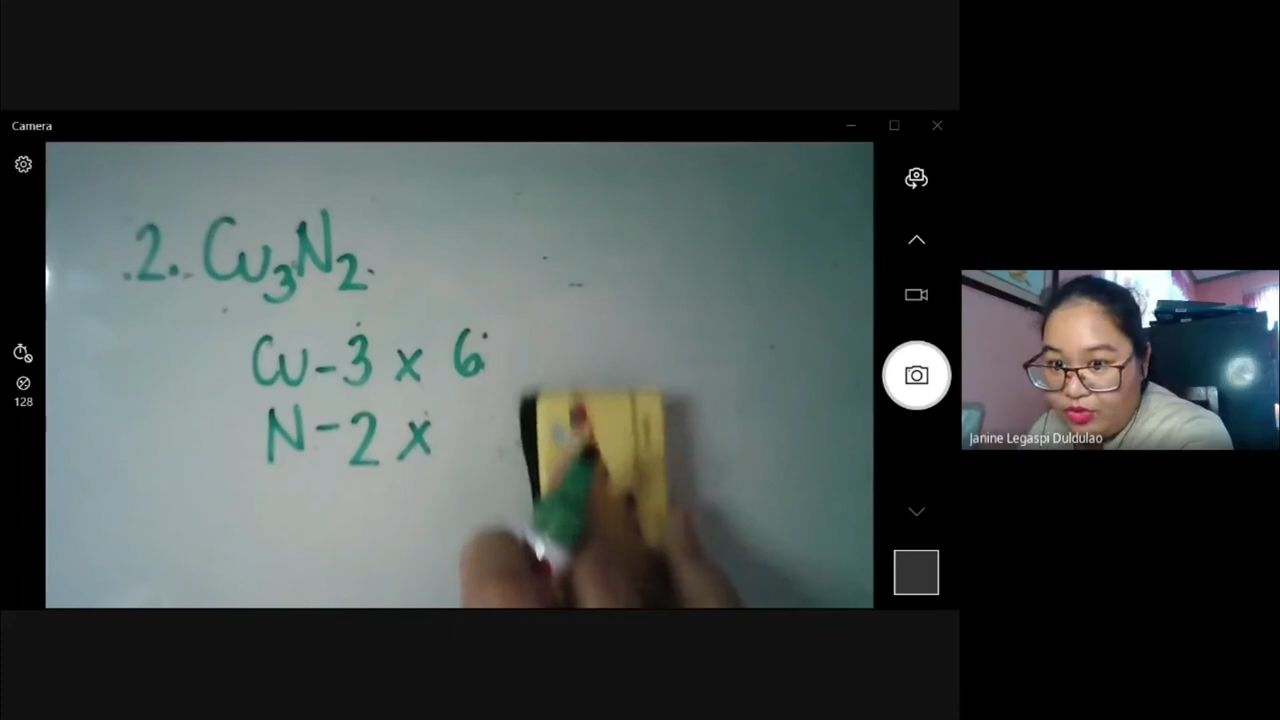 Camera
128
.2. Cu3N2.
Cu-3 x 6
N-2 x
Janine Legaspi Duldulao